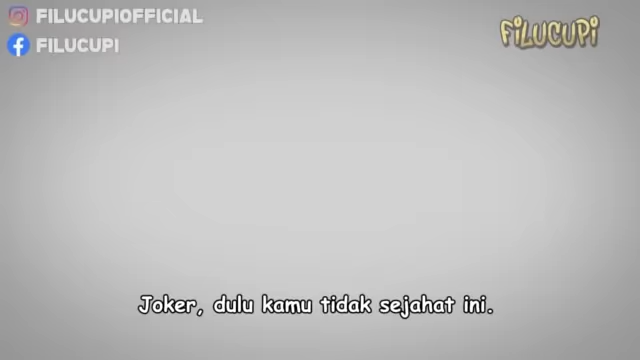 FILUCUPIOFFICIAL
FILUCUPI
FILUCUPI
Joker, dulu kamu tidak sejahat ini.